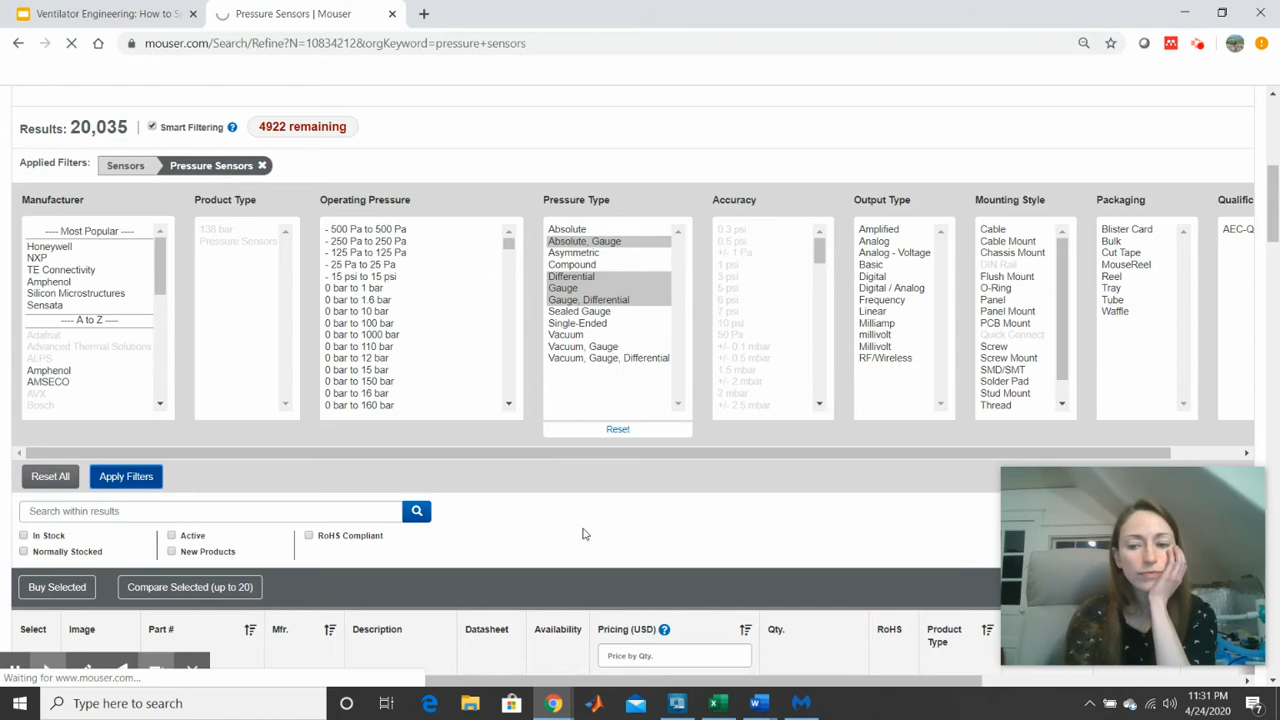 Ventilator Engineering: How to S
Pressure Sensors | Mouser
mouser.com/Search/Refine?N=10834212&orgKeyword=pressure+sensors
Results: 20,035
Smart Filtering
4922 remaining
Applied Filters:
Sensors
Pressure Sensors
Manufacturer
---- Most Popular ----
Honeywell
NXP
TE Connectivity
Amphenol
Silicon Microstructures
Sensata
---- A to Z ----
Adafruit
Advanced Thermal Solutions
ALPS
Amphenol
AMSECO
AVX
Bosch
Product Type
138 bar
Pressure Sensors
Operating Pressure
- 500 Pa to 500 Pa
- 250 Pa to 250 Pa
- 125 Pa to 125 Pa
- 25 Pa to 25 Pa
- 15 psi to 15 psi
0 bar to 1 bar
0 bar to 1.6 bar
0 bar to 10 bar
0 bar to 100 bar
0 bar to 1000 bar
0 bar to 110 bar
0 bar to 12 bar
0 bar to 15 bar
0 bar to 150 bar
0 bar to 16 bar
0 bar to 160 bar
Pressure Type
Absolute
Absolute, Gauge
Asymmetric
Compound
Differential
Gauge
Gauge, Differential
Sealed Gauge
Single-Ended
Vacuum
Vacuum, Gauge
Vacuum, Gauge, Differential
Reset
Accuracy
0.3 psi
0.5 psi
+/- 1 Pa
1 psi
3 psi
5 psi
6 psi
7 psi
10 psi
50 Pa
+/- 0.1 mbar
+/- 0.5 mbar
1.5 mbar
+/- 2 mbar
2 mbar
+/- 2.5 mbar
Output Type
Amplified
Analog
Analog - Voltage
Basic
Digital
Digital / Analog
Frequency
Linear
Milliamp
millivolt
Millivolt
RF/Wireless
Mounting Style
Cable
Cable Mount
Chassis Mount
DIN Rail
Flush Mount
O-Ring
Panel
Panel Mount
PCB Mount
Quick Connect
Screw
Screw Mount
SMD/SMT
Solder Pad
Stud Mount
Thread
Packaging
Blister Card
Bulk
Cut Tape
MouseReel
Reel
Tray
Tube
Waffle
Qualific
AEC-Q
Reset All
Apply Filters
Search within results
In Stock
Active
RoHS Compliant
Normally Stocked
New Products
Buy Selected
Compare Selected (up to 20)
Select
Image
Part #
Mfr.
Description
Datasheet
Availability
Pricing (USD)
Qty.
RoHS
Product
Type
Price by Qty.
Waiting for www.mouser.com...
Type here to search
11:31 PM
4/24/2020
7